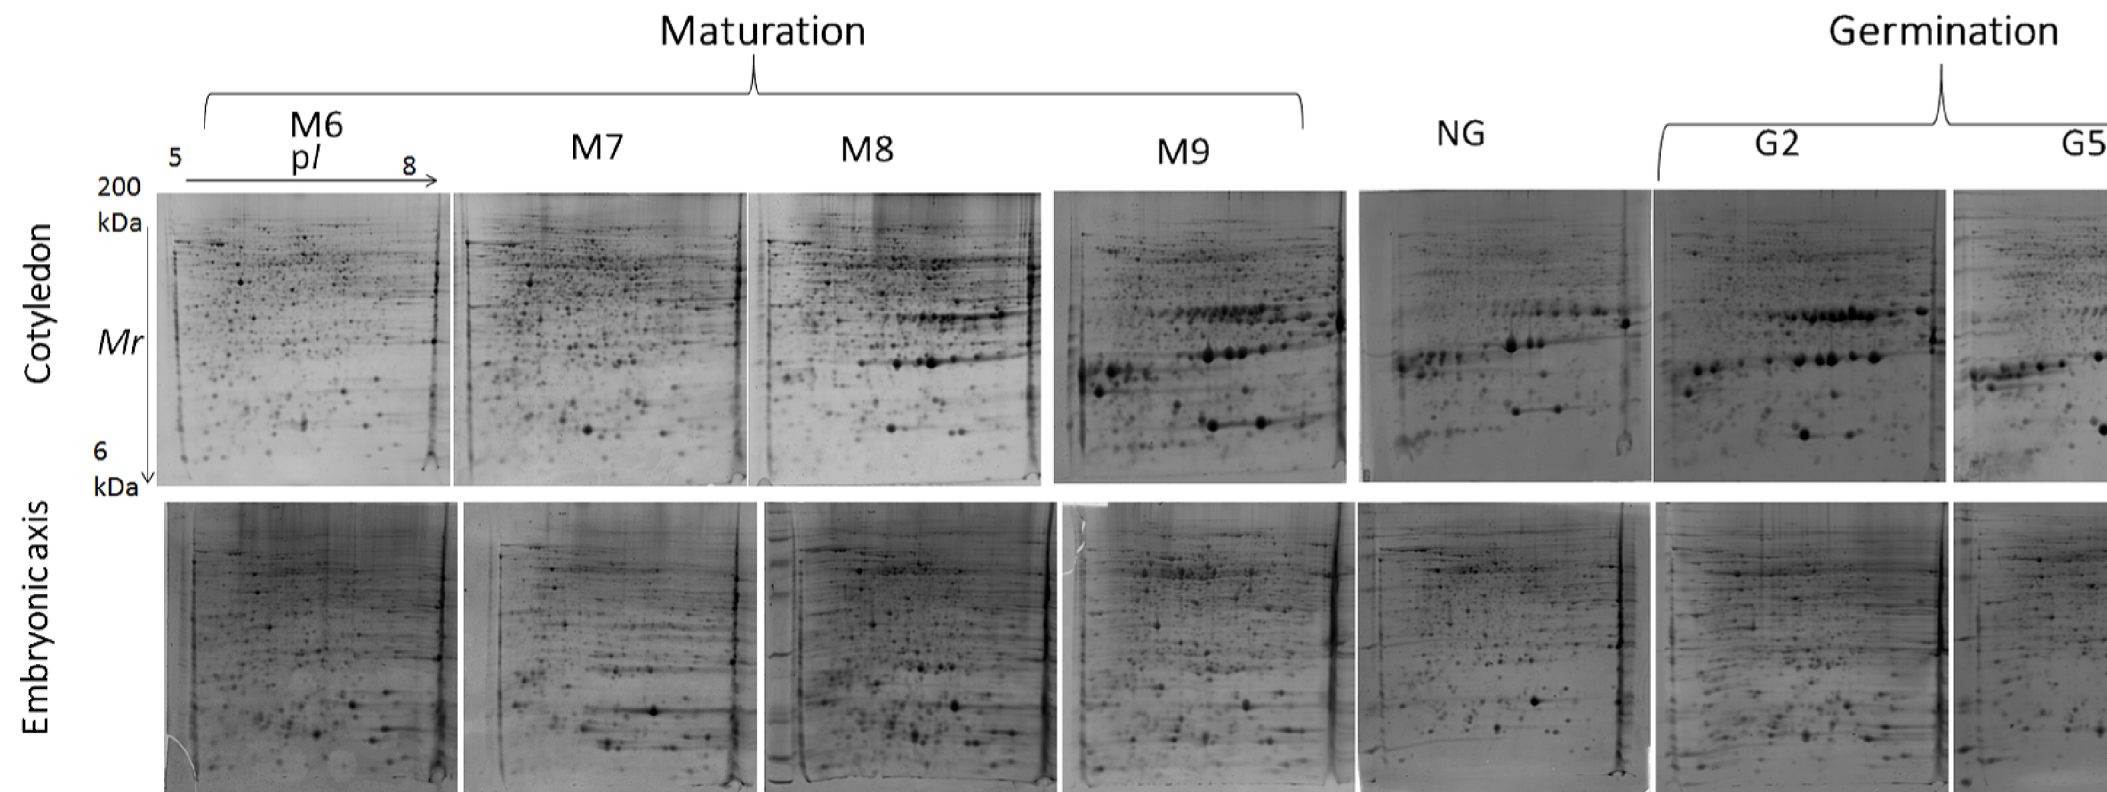 Maturation
Germination
M6
M7
M8
M9
NG
G2
G5
5
pI
8
200
kDa
Cotyledon
Mr
6
kDa
Embryonic axis